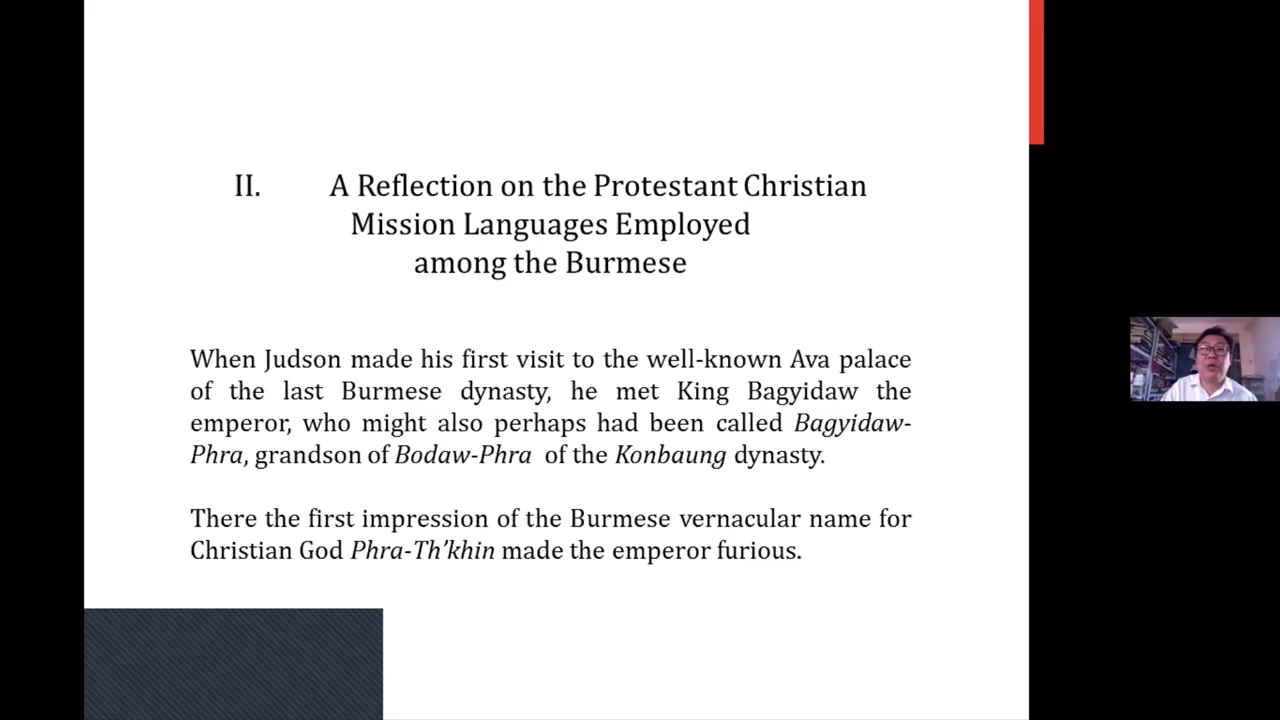 II. A Reflection on the Protestant Christian
Mission Languages Employed
among the Burmese
When Judson made his first visit to the well-known Ava palace
of the last Burmese dynasty, he met King Bagyidaw the
emperor, who might also perhaps had been called Bagyidaw-
Phra, grandson of Bodaw-Phra of the Konbaung dynasty.
There the first impression of the Burmese vernacular name for
Christian God Phra-Th’khin made the emperor furious.